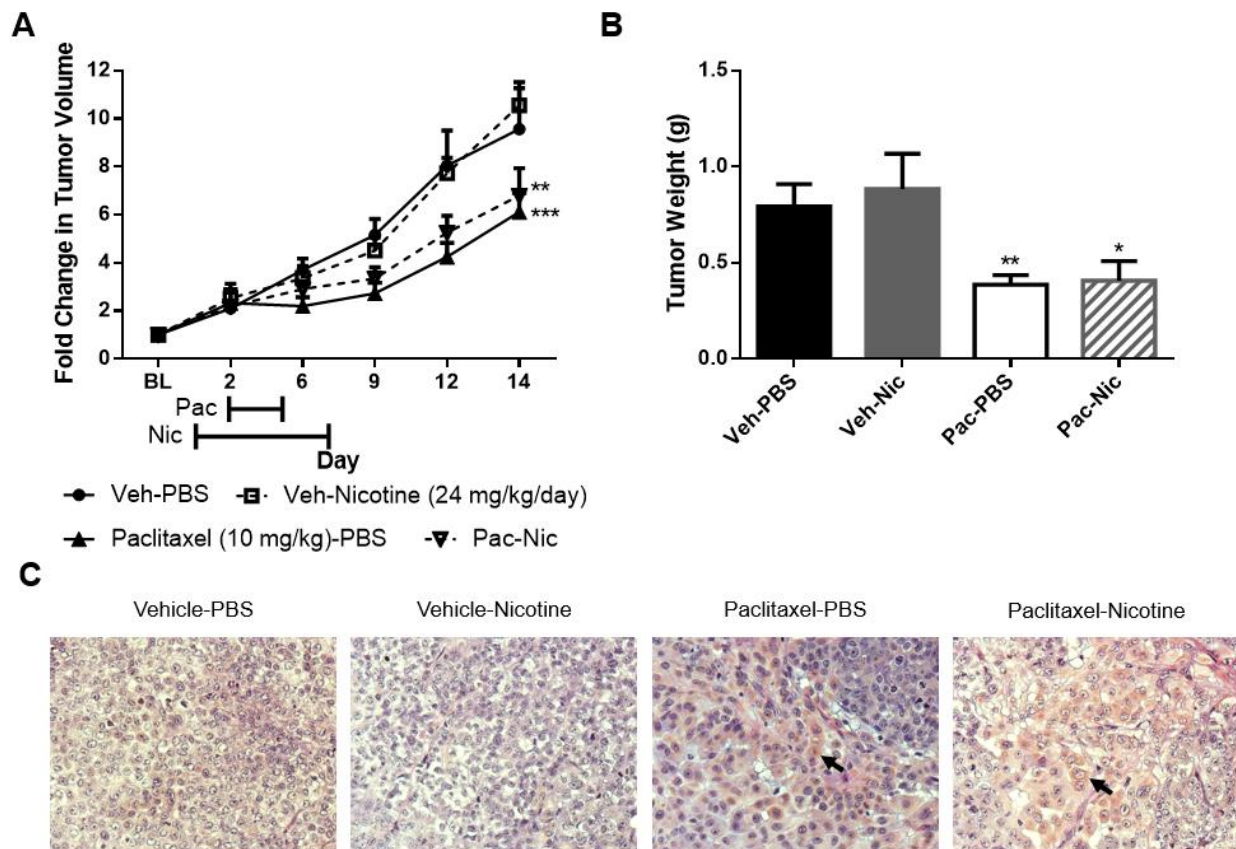 A
Fold Change in Tumor Volume
12
10
8
6
4
2
0
BL 2 6 9 12 14
**
***
Pac
Nic
Day
Veh-PBS Veh-Nicotine (24 mg/kg/day)
Paclitaxel (10 mg/kg)-PBS Pac-Nic
B
Tumor Weight (g)
1.5
1.0
0.5
0.0
** *
Veh-PBS Veh-Nic Pac-PBS Pac-Nic
C
Vehicle-PBS Vehicle-Nicotine Paclitaxel-PBS Paclitaxel-Nicotine